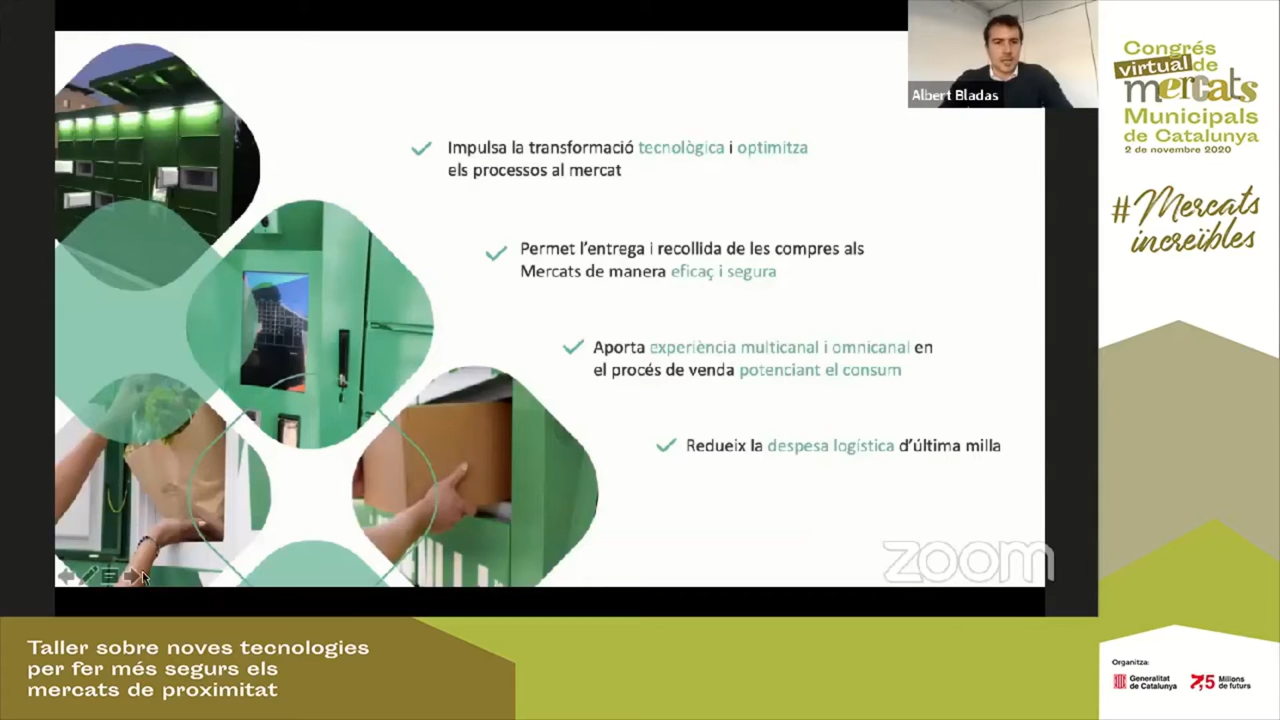 Impulsa la transformació tecnològica i optimitza
els processos al mercat
Permet l'entrega i recollida de les compres als
Mercats de manera eficaç i segura
Aporta experiència multicanal i omnicanal en
el procés de venda potenciant el consum
Redueix la despesa logística d'última milla
zoom
Albert Bladas
Congrés
virtual de
mercats
Municipals
de Catalunya
2 de novembre 2020
#Mercats
increïbles
Taller sobre noves tecnologies
per fer més segurs els
mercats de proximitat
Organitza:
Generalitat
de Catalunya
7,5 Milions
de futurs